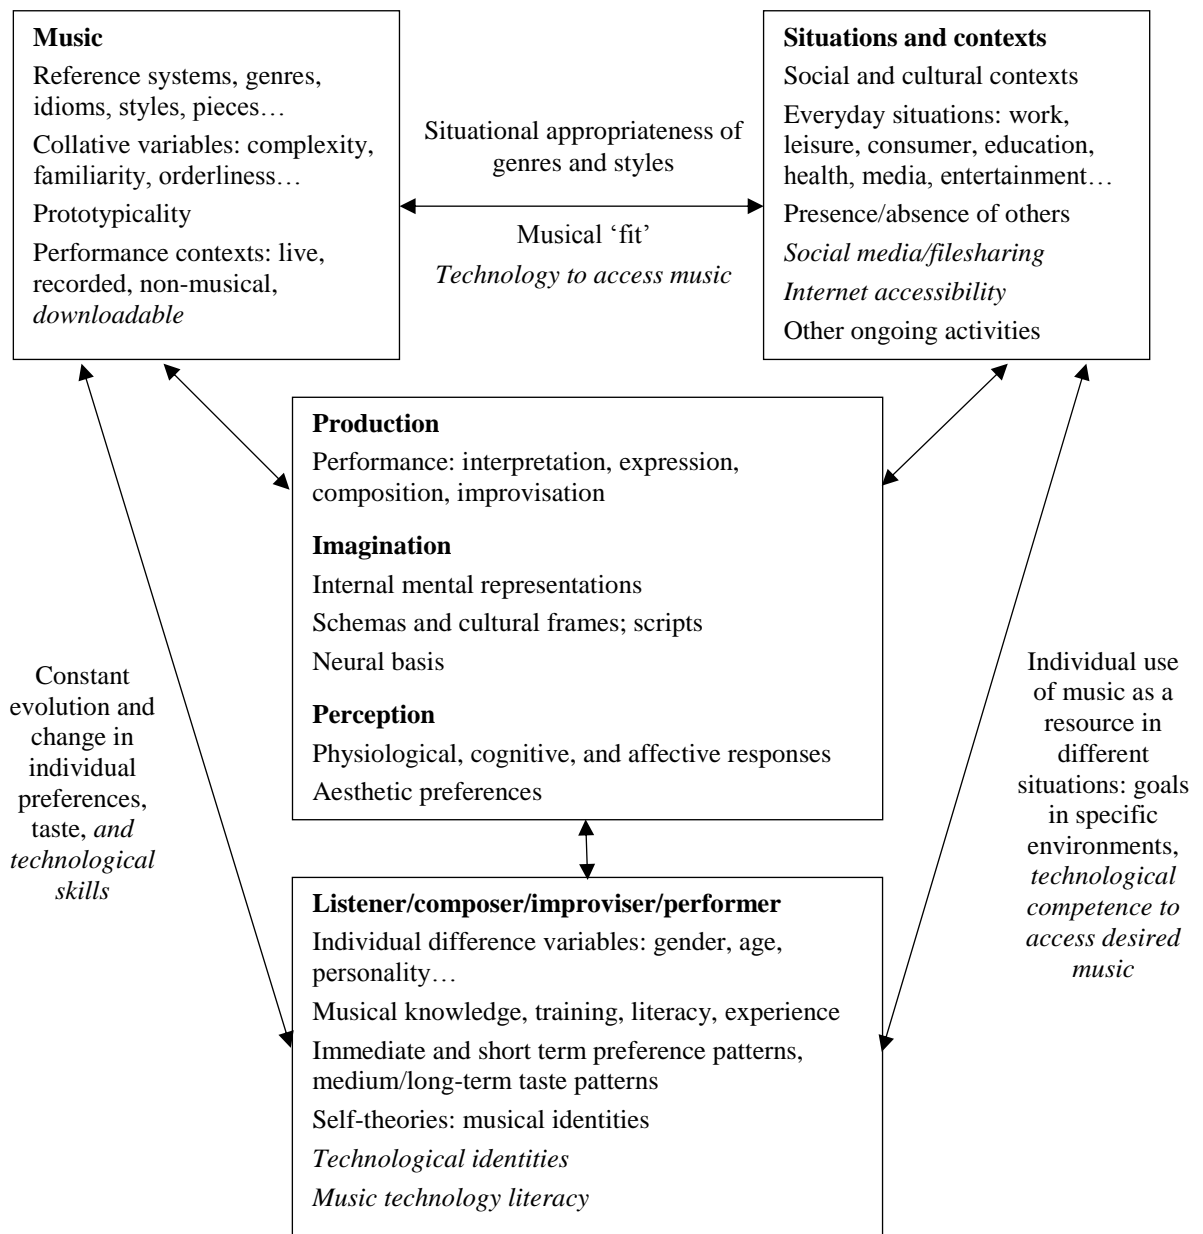 Music
Reference systems, genres,
idioms, styles, pieces…
Collative variables: complexity,
familiarity, orderliness…
Prototypicality
Performance contexts: live,
recorded, non-musical,
downloadable
Situational appropriateness of
genres and styles
Musical ‘fit’
Technology to access music
Situations and contexts
Social and cultural contexts
Everyday situations: work,
leisure, consumer, education,
health, media, entertainment…
Presence/absence of others
Social media/filesharing
Internet accessibility
Other ongoing activities
Production
Performance: interpretation, expression,
composition, improvisation
Imagination
Internal mental representations
Schemas and cultural frames; scripts
Neural basis
Perception
Physiological, cognitive, and affective responses
Aesthetic preferences
Constant
evolution and
change in
individual
preferences,
taste, and
technological
skills
Individual use
of music as a
resource in
different
situations: goals
in specific
environments,
technological
competence to
access desired
music
Listener/composer/improviser/performer
Individual difference variables: gender, age,
personality…
Musical knowledge, training, literacy, experience
Immediate and short term preference patterns,
medium/long-term taste patterns
Self-theories: musical identities
Technological identities
Music technology literacy